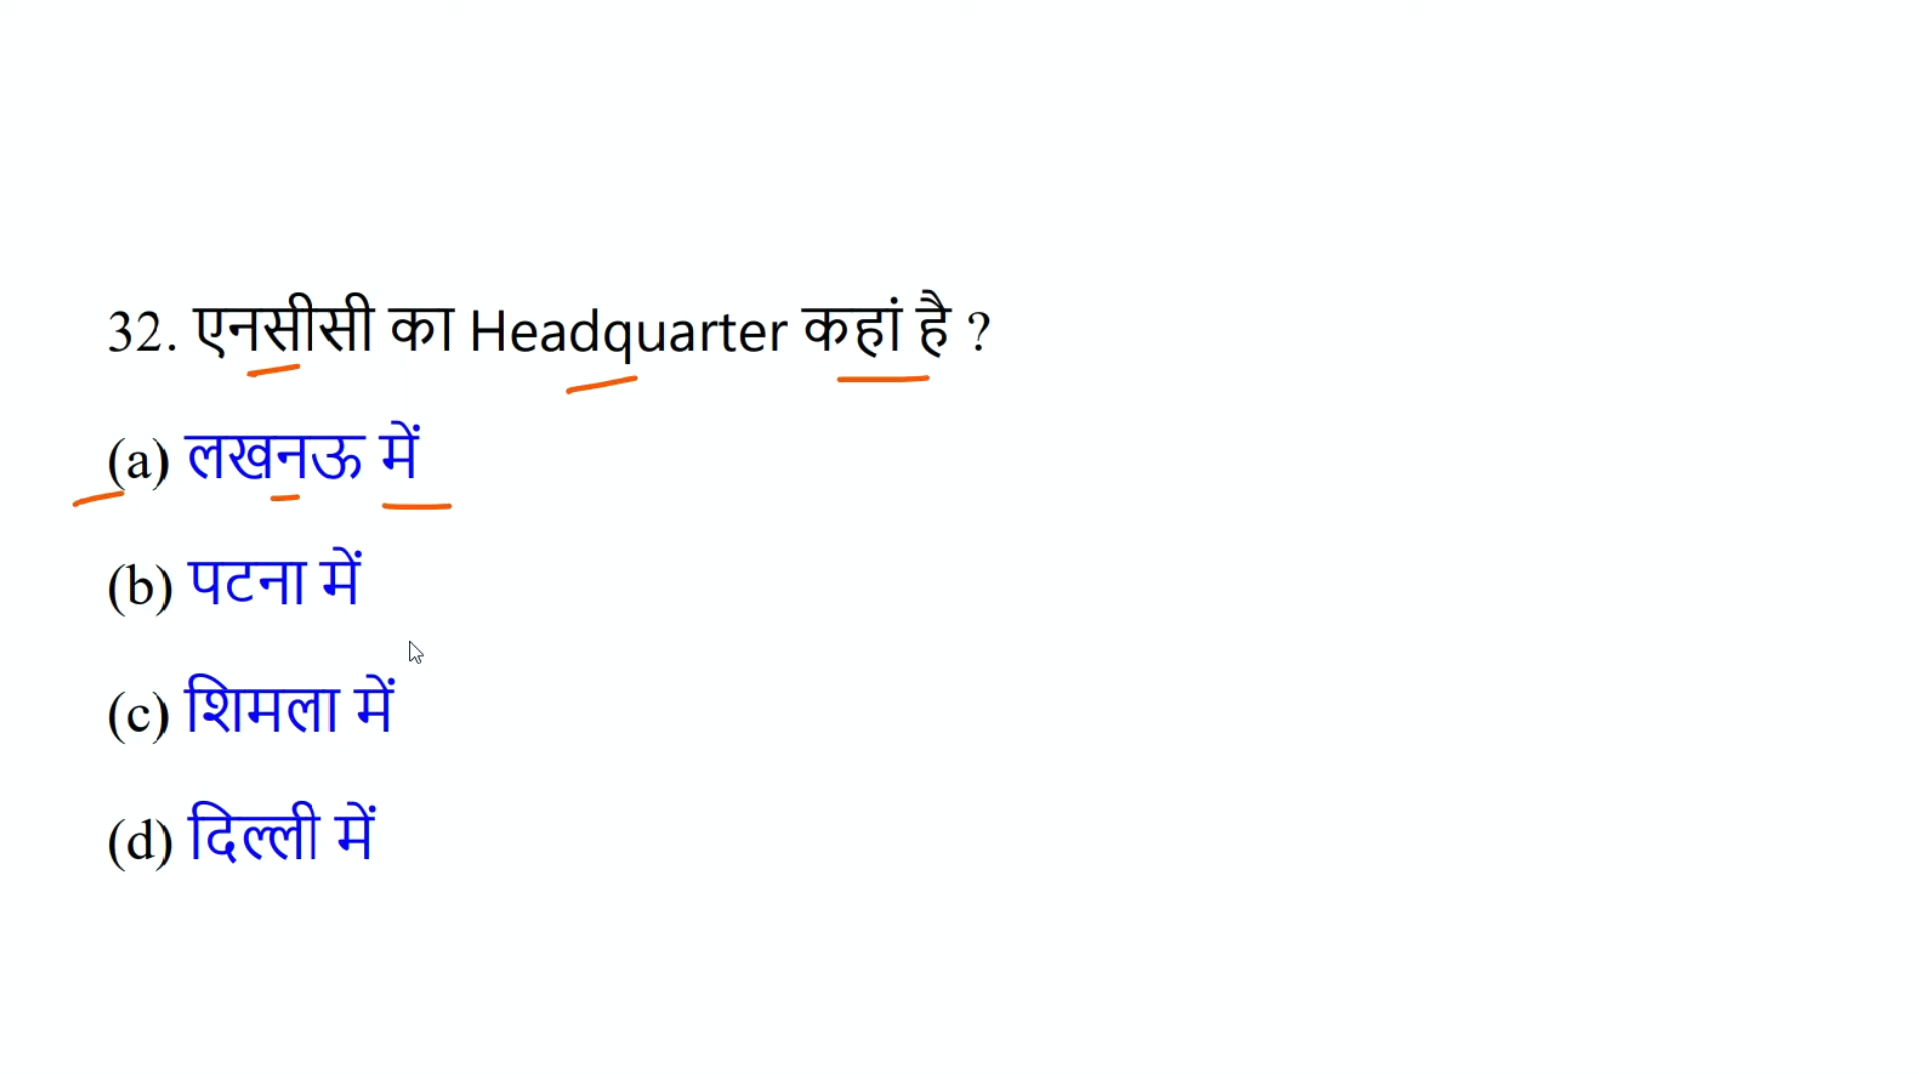 32. एनसीसी का Headquarter कहां है ?
(a) लखनऊ में
(b) पटना में
(c) शिमला में
(d) दिल्ली में